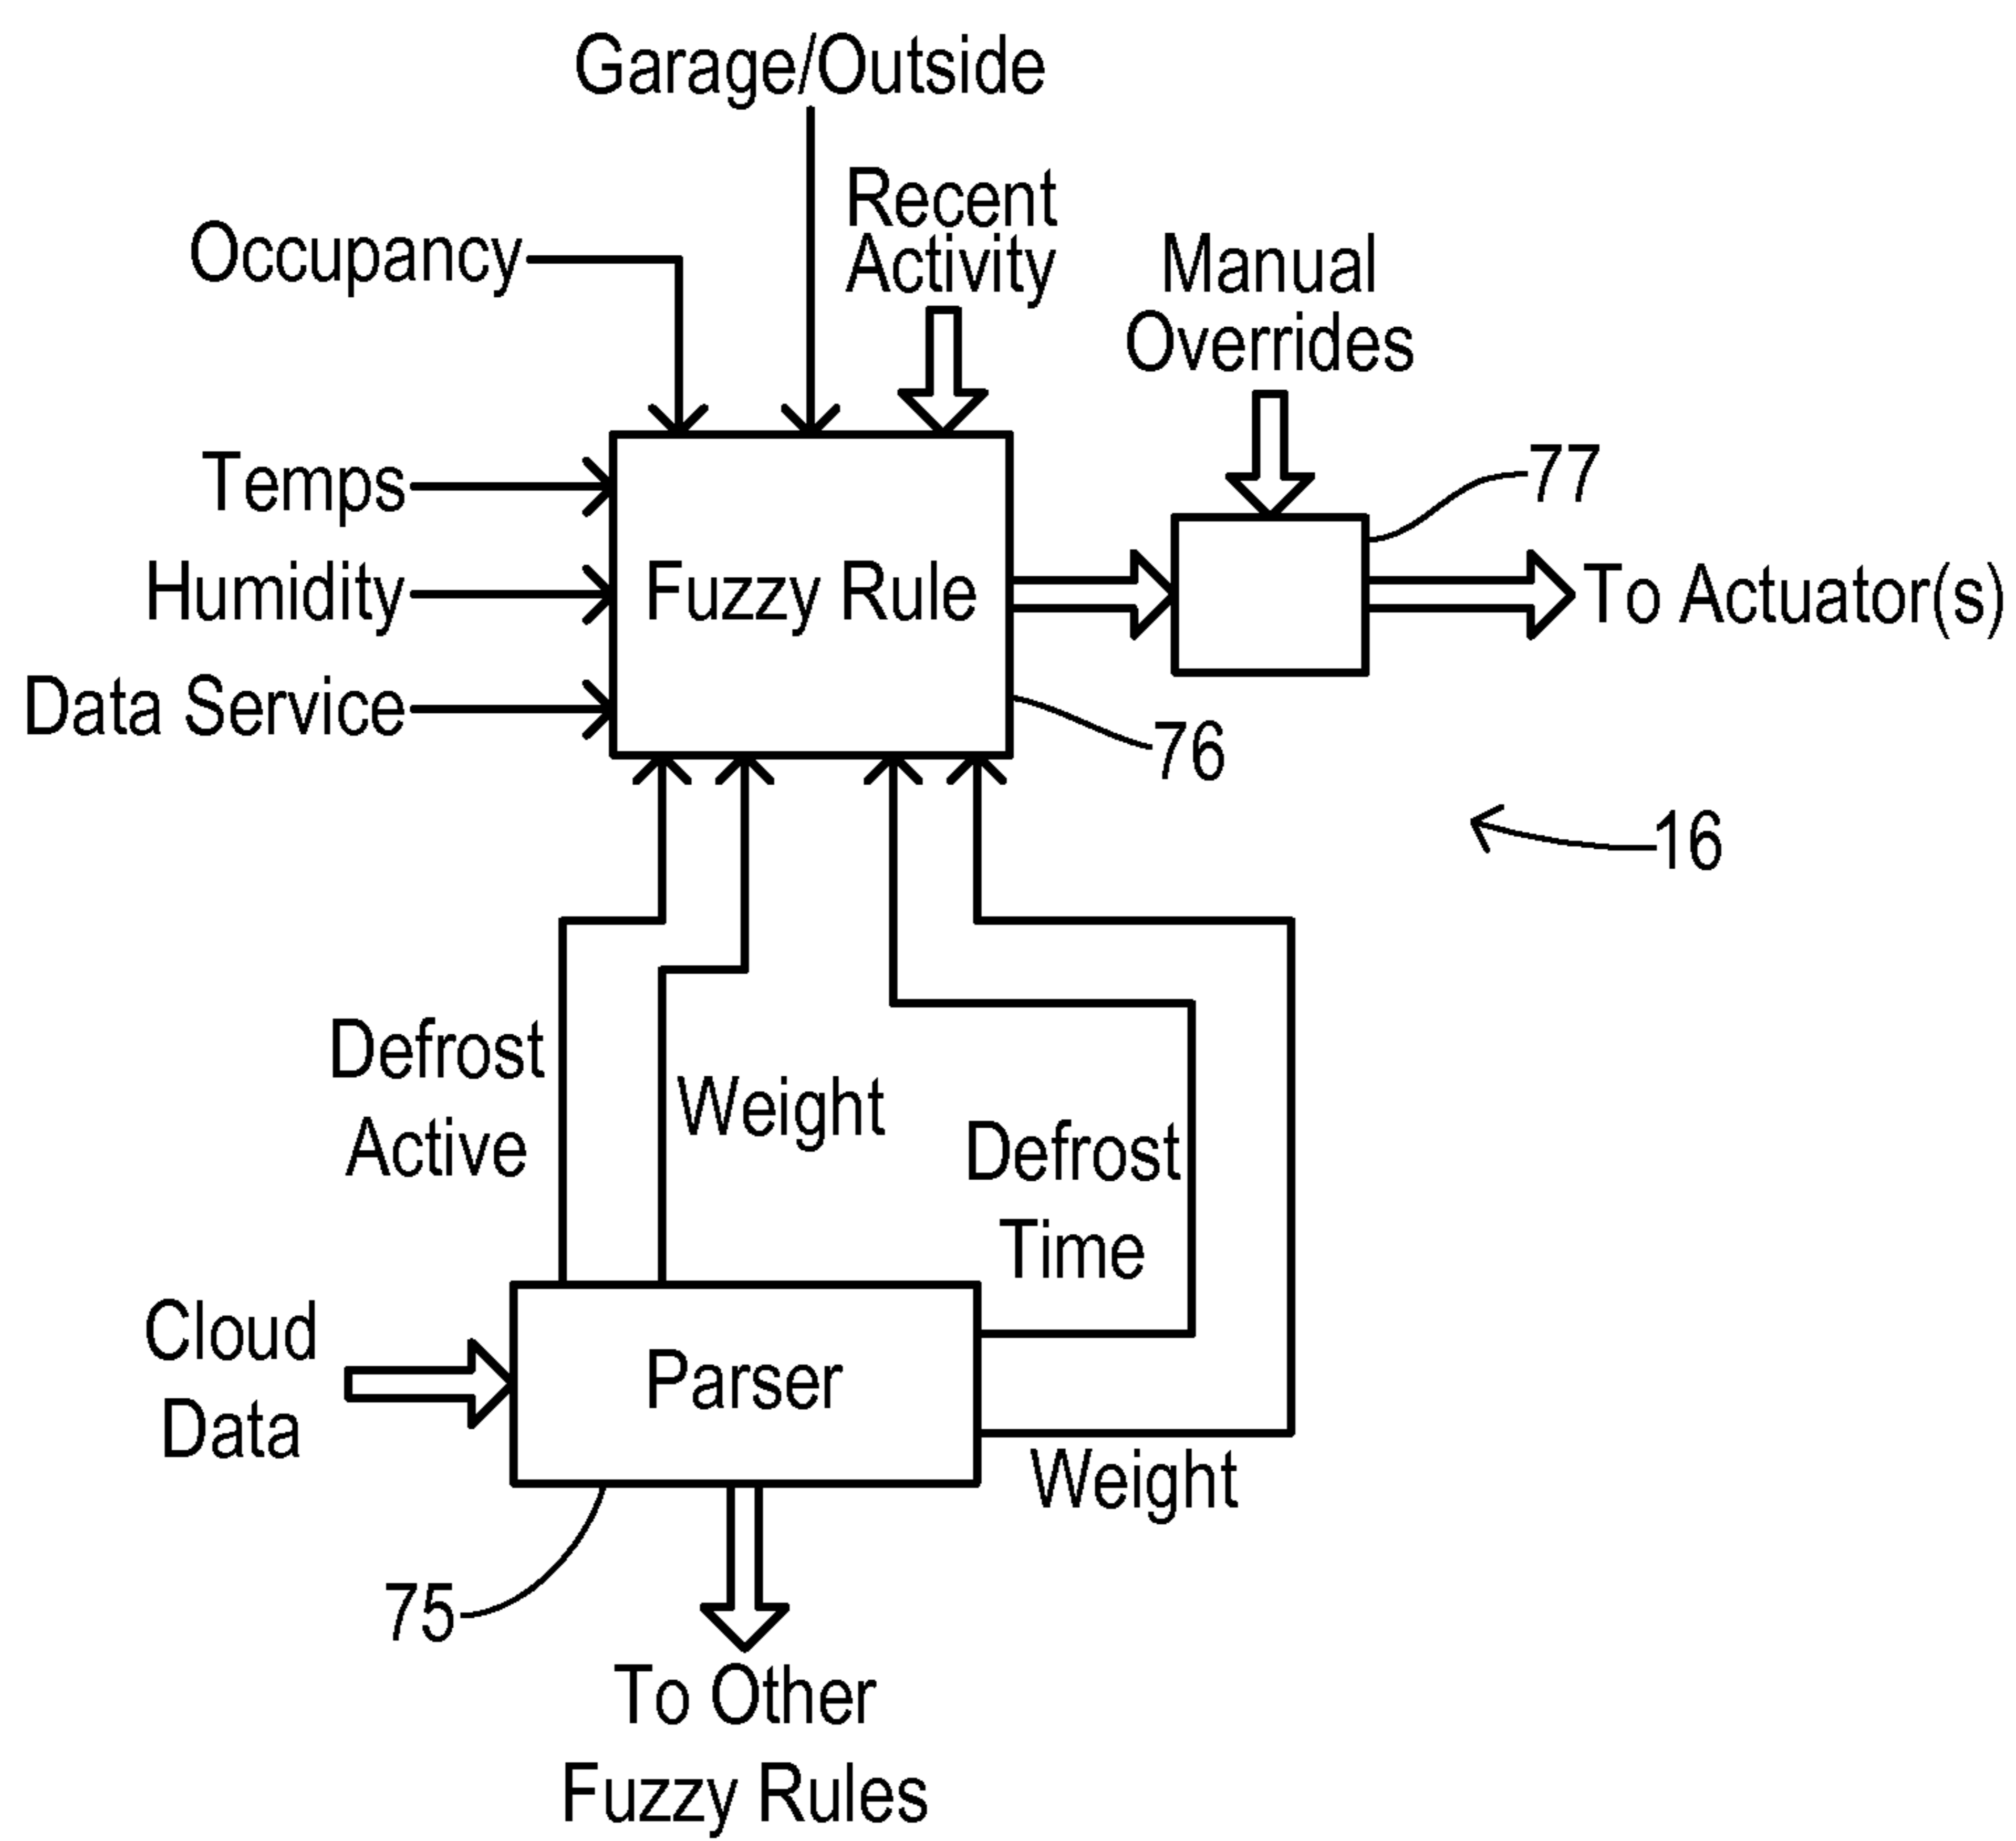 Garage/Outside
Recent
Activity
Occupancy
Manual
Overrides
Temps
77
Humidity
Fuzzy Rule
To Actuator(s)
Data Service
76
16
Defrost
Active
Weight
Defrost
Time
Cloud
Data
Parser
Weight
75
To Other
Fuzzy Rules